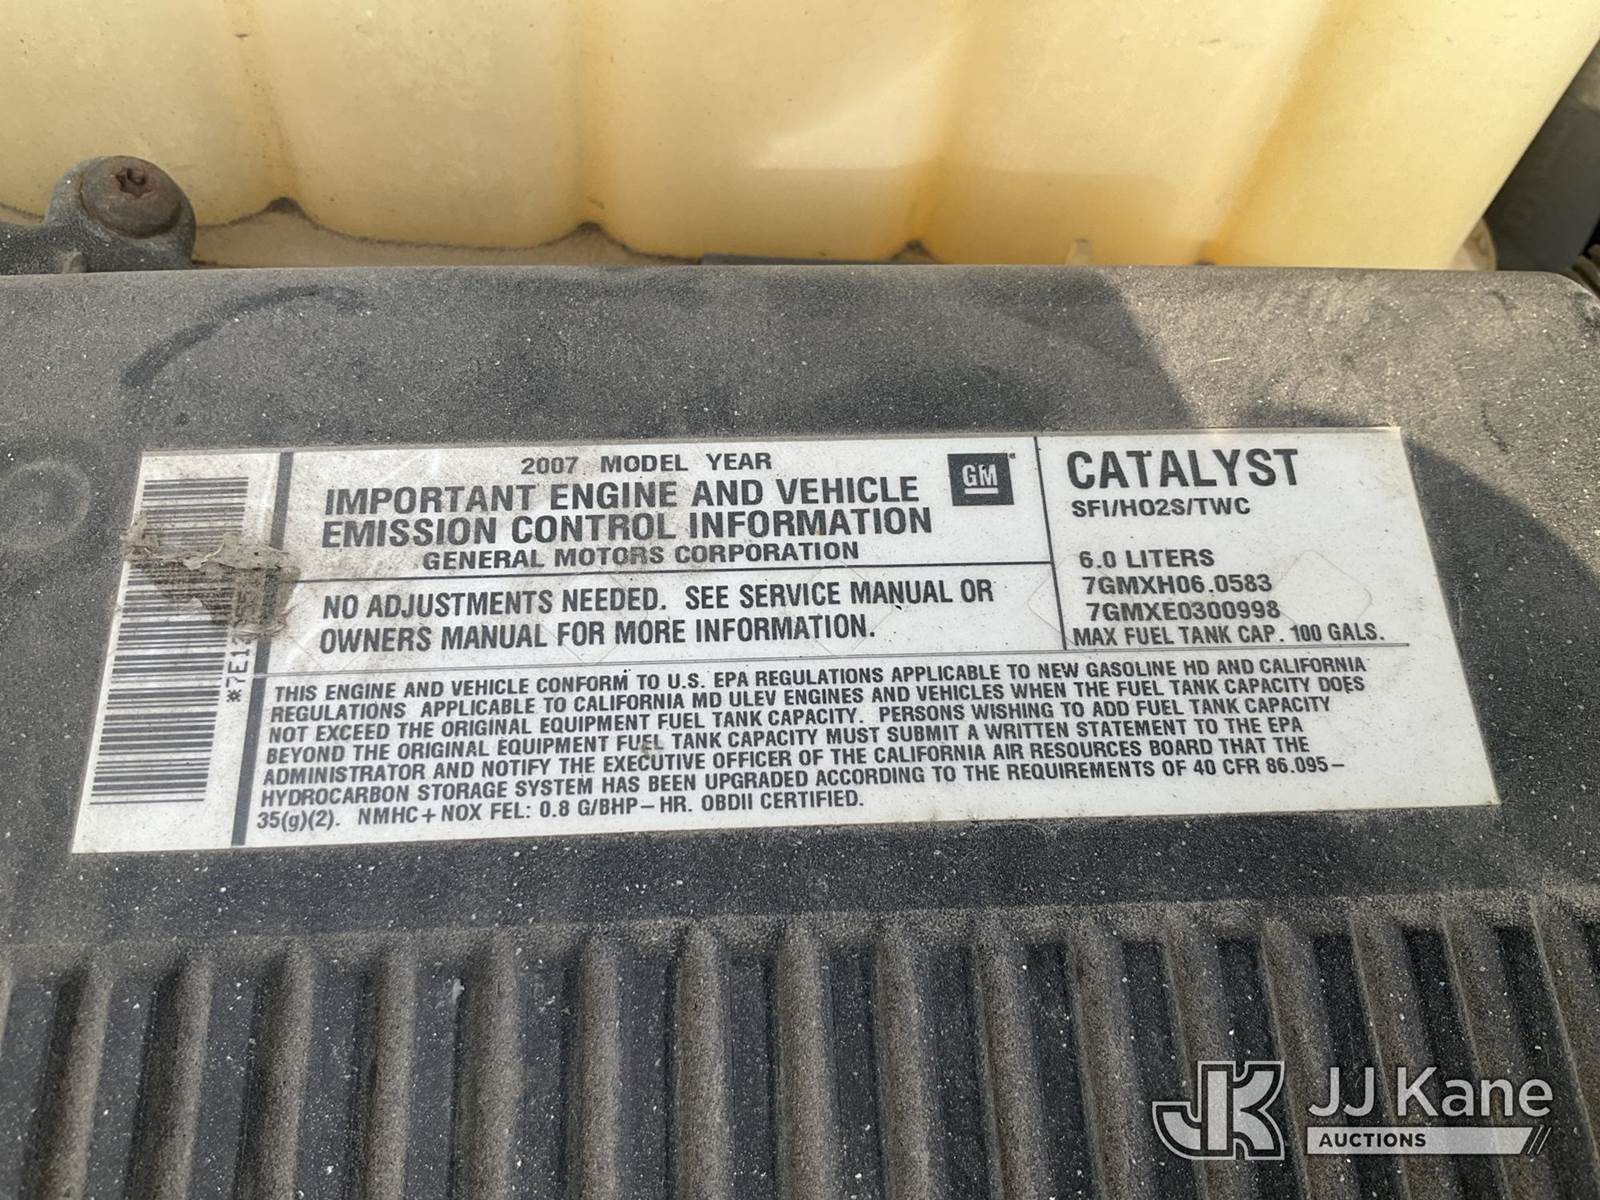 2007 MODEL YEAR
IMPORTANT ENGINE AND VEHICLE
EMISSION CONTROL INFORMATION
GENERAL MOTORS CORPORATION
GM
NO ADJUSTMENTS NEEDED. SEE SERVICE MANUAL OR
OWNERS MANUAL FOR MORE INFORMATION.
CATALYST
SFI/HO2S/TWC
6.0 LITERS
7GMXH06.0583
7GMXE0300998
MAX FUEL TANK CAP. 100 GALS.
THIS ENGINE AND VEHICLE CONFORM TO U.S. EPA REGULATIONS APPLICABLE TO NEW GASOLINE HD AND CALIFORNIA
REGULATIONS APPLICABLE TO CALIFORNIA MD ULEV ENGINES AND VEHICLES WHEN THE FUEL TANK CAPACITY DOES
NOT EXCEED THE ORIGINAL EQUIPMENT FUEL TANK CAPACITY. PERSONS WISHING TO ADD FUEL TANK CAPACITY
BEYOND THE ORIGINAL EQUIPMENT FUEL TANK CAPACITY MUST SUBMIT A WRITTEN STATEMENT TO THE EPA
ADMINISTRATOR AND NOTIFY THE EXECUTIVE OFFICER OF THE CALIFORNIA AIR RESOURCES BOARD THAT THE
HYDROCARBON STORAGE SYSTEM HAS BEEN UPGRADED ACCORDING TO THE REQUIREMENTS OF 40 CFR 86.095-
35(g)(2). NMHC+NOX FEL: 0.8 G/BHP-HR. OBDII CERTIFIED.
JK JJ Kane
AUCTIONS